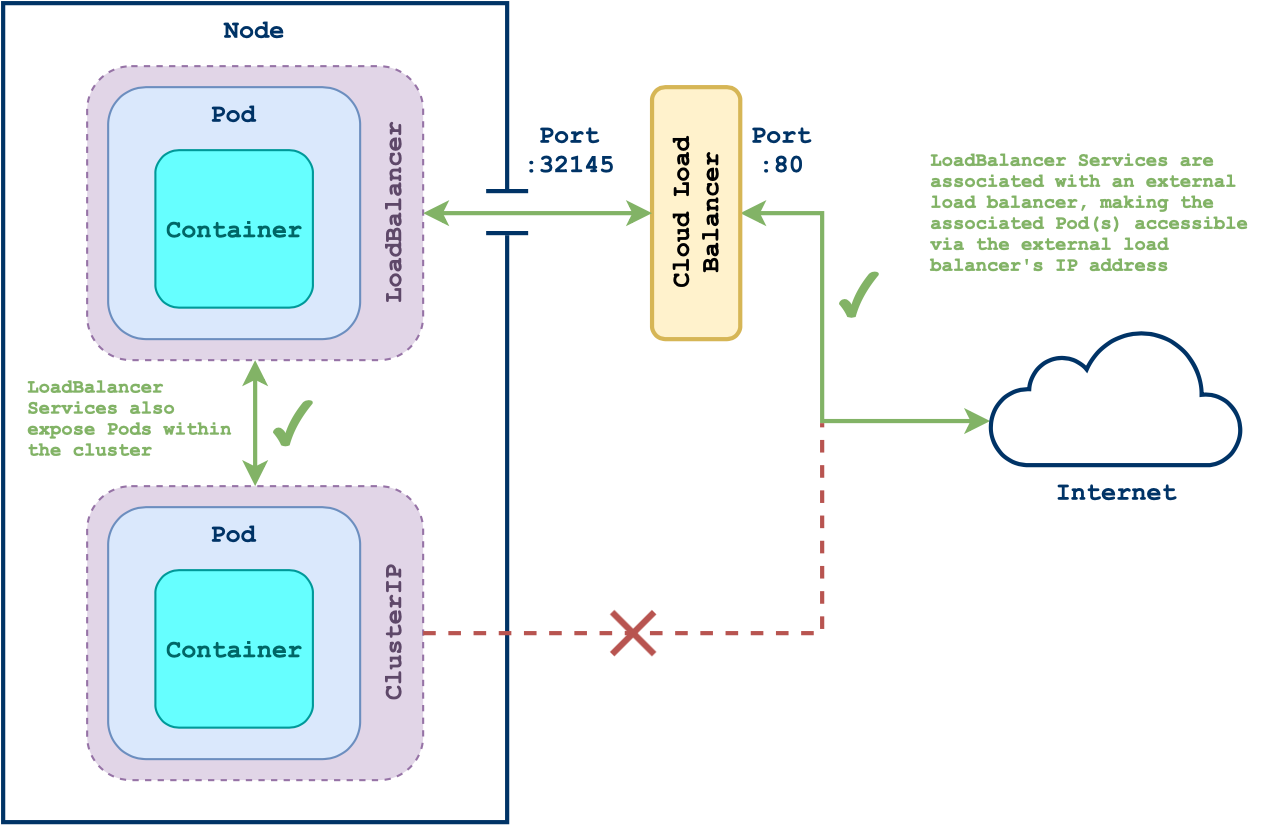 Node
Pod
Container
LoadBalancer
Port
:32145
Cloud Load
Balancer
Port
:80
LoadBalancer Services are
associated with an external
load balancer, making the
associated Pod(s) accessible
via the external load
balancer's IP address
LoadBalancer
Services also
expose Pods within
the cluster
Internet
Pod
Container
ClusterIP